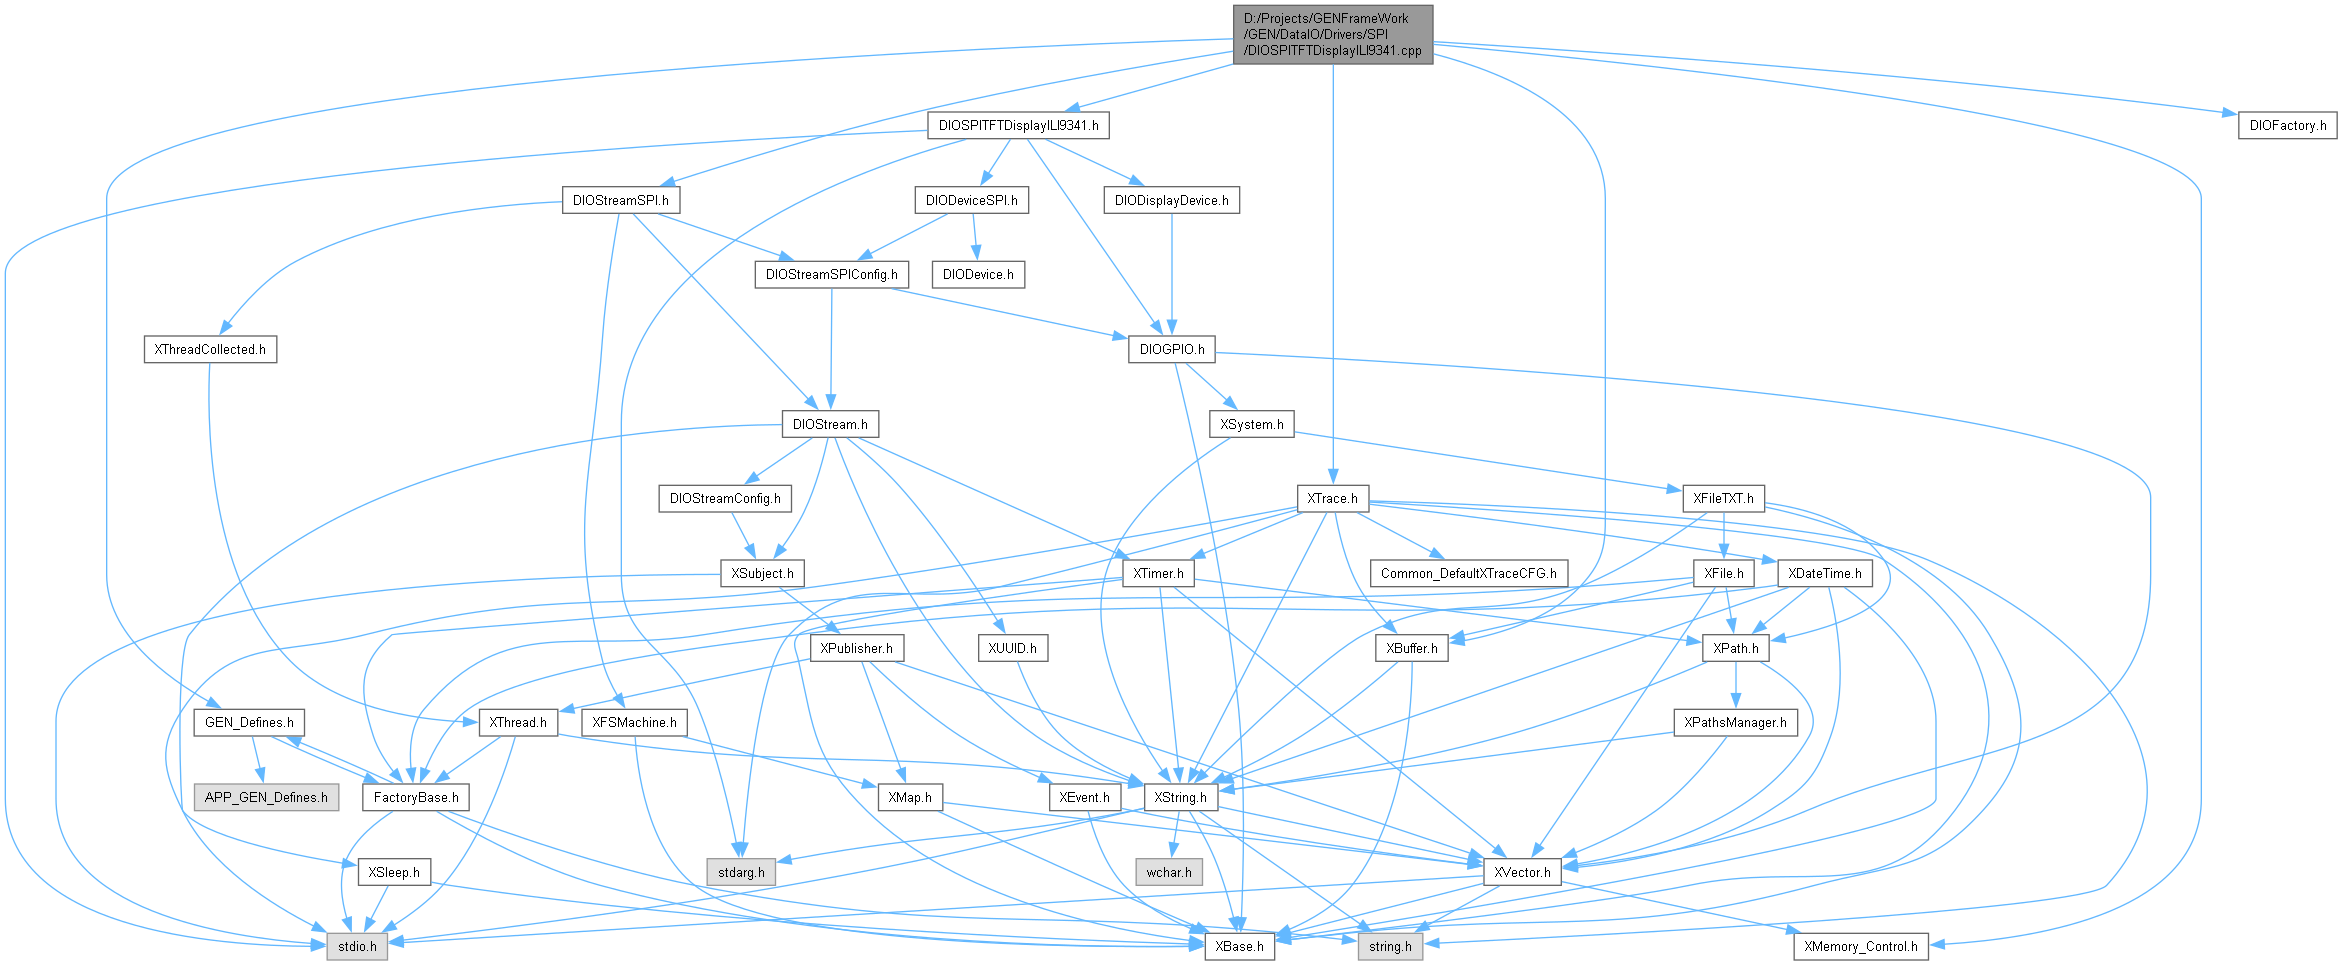 D:/Projects/GENFrameWork
/GEN/DataIO/Drivers/SPI
/DIOSPITFTDisplayILI9341.cpp
DIOSPITFTDisplayILI9341.h
DIOFactory.h
DIOStreamSPI.h
DIODeviceSPI.h
DIODisplayDevice.h
DIOStreamSPIConfig.h
DIODevice.h
XThreadCollected.h
DIOGPIO.h
DIOStream.h
XSystem.h
DIOStreamConfig.h
XTrace.h
XFileTXT.h
XSubject.h
XTimer.h
Common_DefaultXTraceCFG.h
XFile.h
XDateTime.h
XPublisher.h
XUUID.h
XBuffer.h
XPath.h
GEN_Defines.h
XThread.h
XFSMachine.h
XPathsManager.h
APP_GEN_Defines.h
FactoryBase.h
XMap.h
XEvent.h
XString.h
XSleep.h
stdarg.h
wchar.h
XVector.h
stdio.h
XBase.h
string.h
XMemory_Control.h